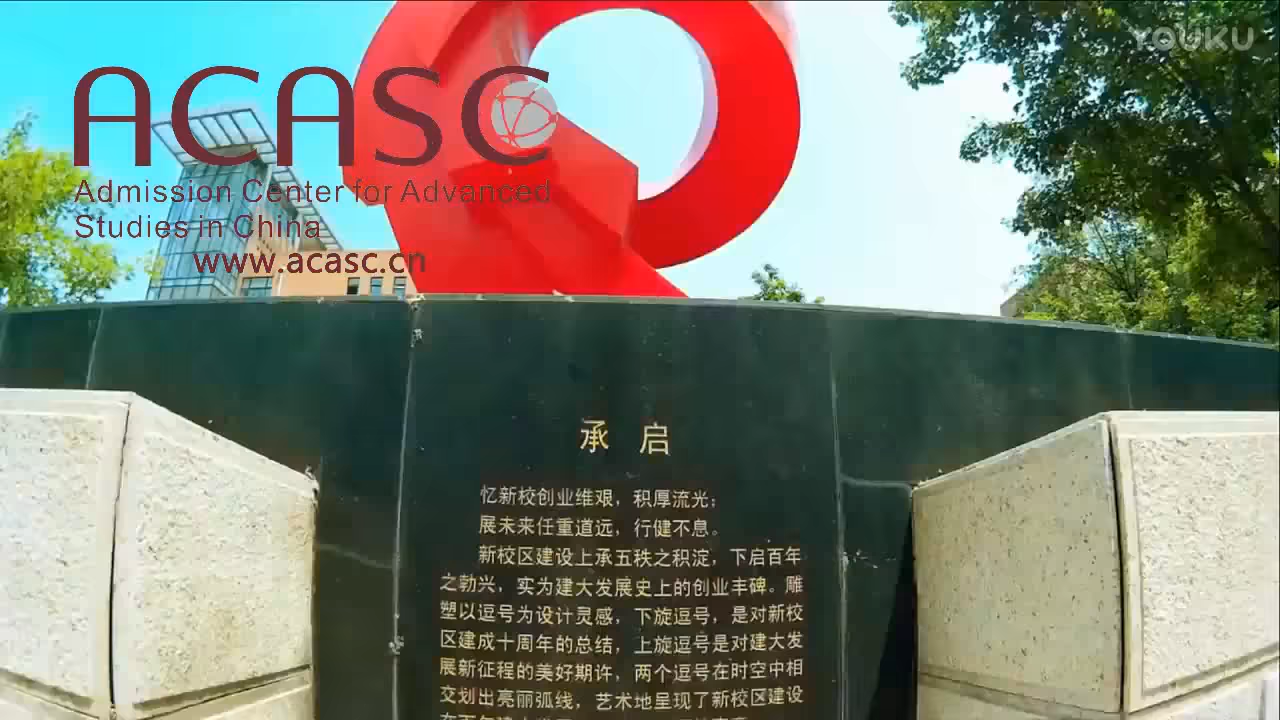 YOUKU
ACASC
Admission Center for Advanced
Studies in China
www.acasc.cn
承 启
忆新校创业维艰，积厚流光；
展未来任重道远，行健不息。
新校区建设上承五秩之积淀，下启百年
之勃兴，实为建大发展史上的创业丰碑。雕
塑以逗号为设计灵感，下旋逗号，是对新校
区建成十周年的总结，上旋逗号是对建大发
展新征程的美好期许，两个逗号在时空中相
交划出亮丽弧线，艺术地呈现了新校区建设